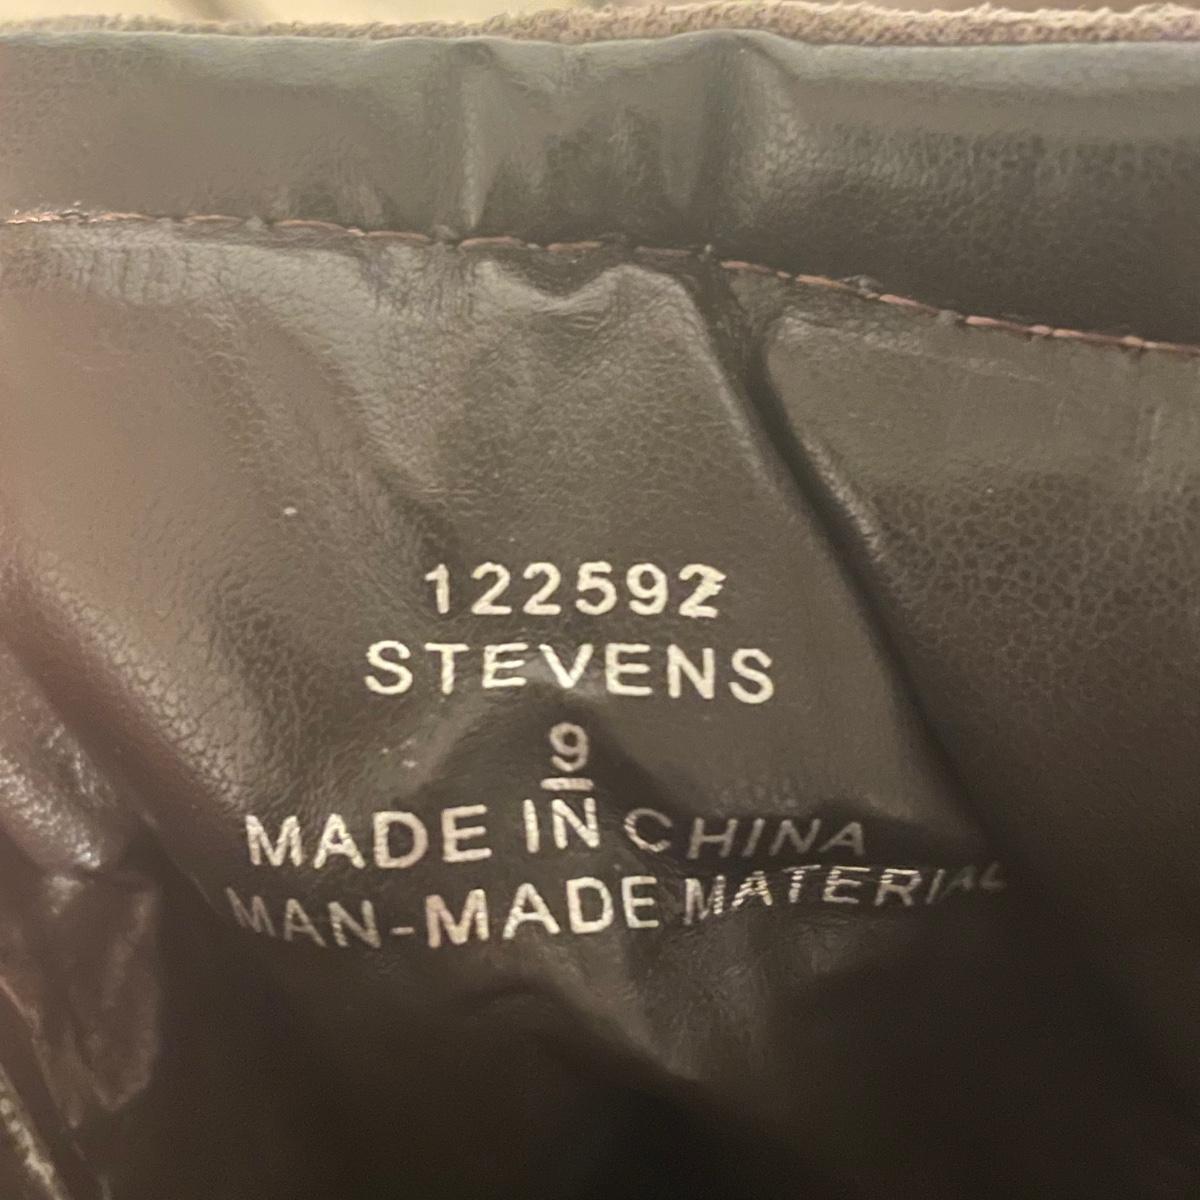 122592
STEVENS
9
MADE IN CHINA
MAN-MADE MATERIAL